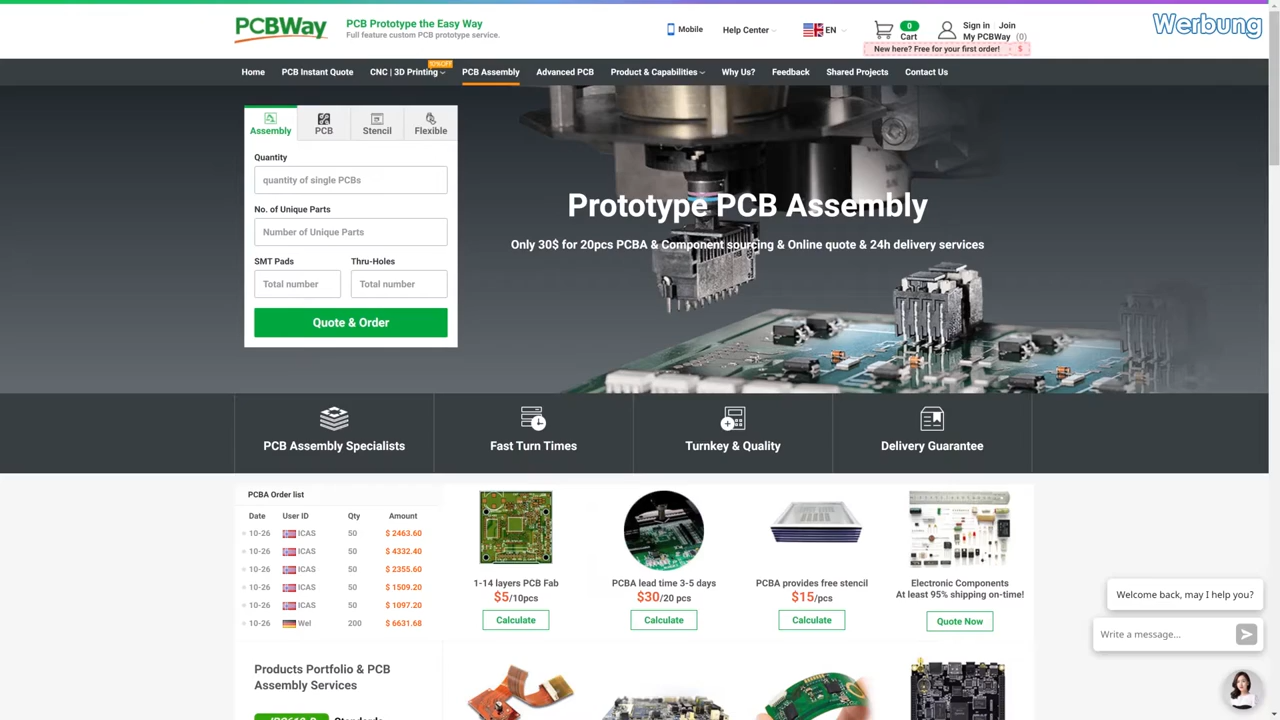 PCBWay
PCB Prototype the Easy Way
Full feature custom PCB prototype service.
Mobile
Help Center
EN
0
Cart
Sign in Join
My PCBWay (0)
New here? Free for your first order! $
Werbung
Home
PCB Instant Quote
CNC | 3D Printing
PCB Assembly
Advanced PCB
Product & Capabilities
Why Us?
Feedback
Shared Projects
Contact Us
Assembly
PCB
Stencil
Flexible
Quantity
quantity of single PCBs
No. of Unique Parts
Number of Unique Parts
SMT Pads Thru-Holes
Total number Total number
Quote & Order
Prototype PCB Assembly
Only 30$ for 20pcs PCBA & Component sourcing & Online quote & 24h delivery services
PCB Assembly Specialists
Fast Turn Times
Turnkey & Quality
Delivery Guarantee
PCBA Order list
Date User ID Qty Amount
10-26 ICAS 50 $ 2463.60
10-26 ICAS 50 $ 4332.40
10-26 ICAS 50 $ 2355.60
10-26 ICAS 50 $ 1509.20
10-26 ICAS 50 $ 1097.20
10-26 Wel 200 $ 6631.68
1-14 layers PCB Fab
$5/10pcs
Calculate
PCBA lead time 3-5 days
$30/20 pcs
Calculate
PCBA provides free stencil
$15/pcs
Calculate
Electronic Components
At least 95% shipping on-time!
Quote Now
Products Portfolio & PCB
Assembly Services
Welcome back, may I help you?
Write a message...